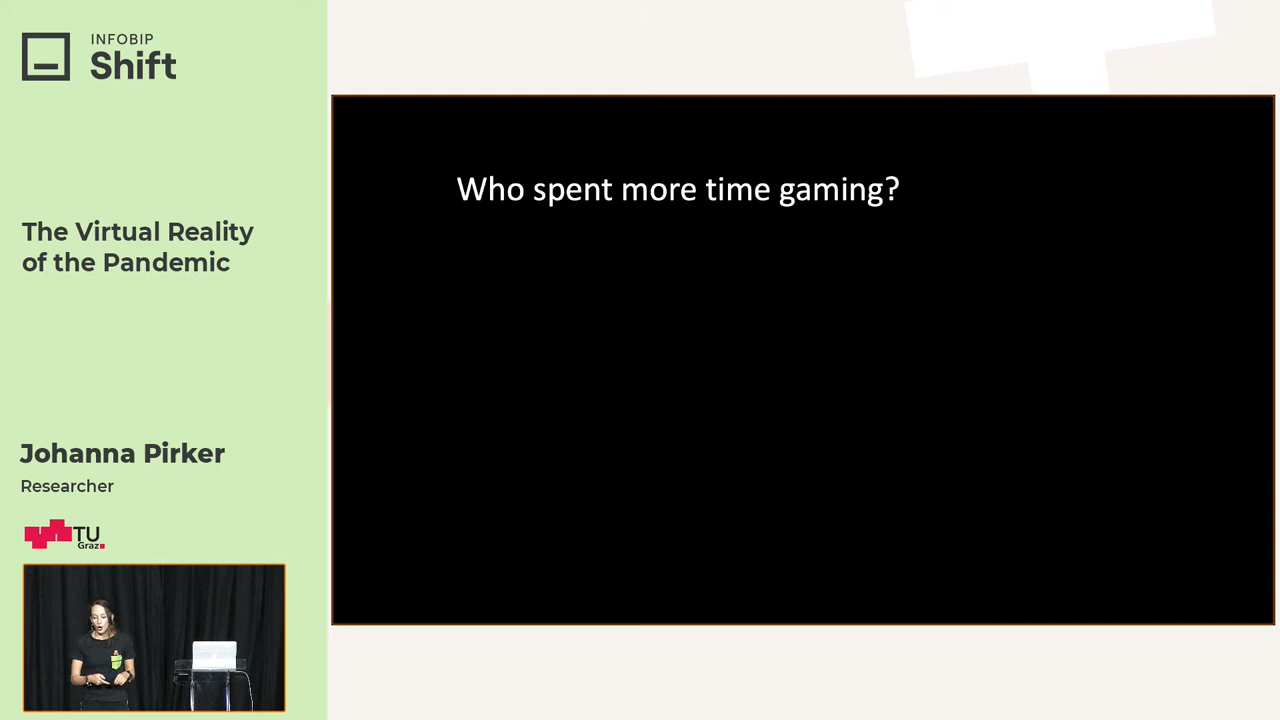 INFOBIP
Shift
The Virtual Reality
of the Pandemic
Johanna Pirker
Researcher
TU
Graz
Who spent more time gaming?